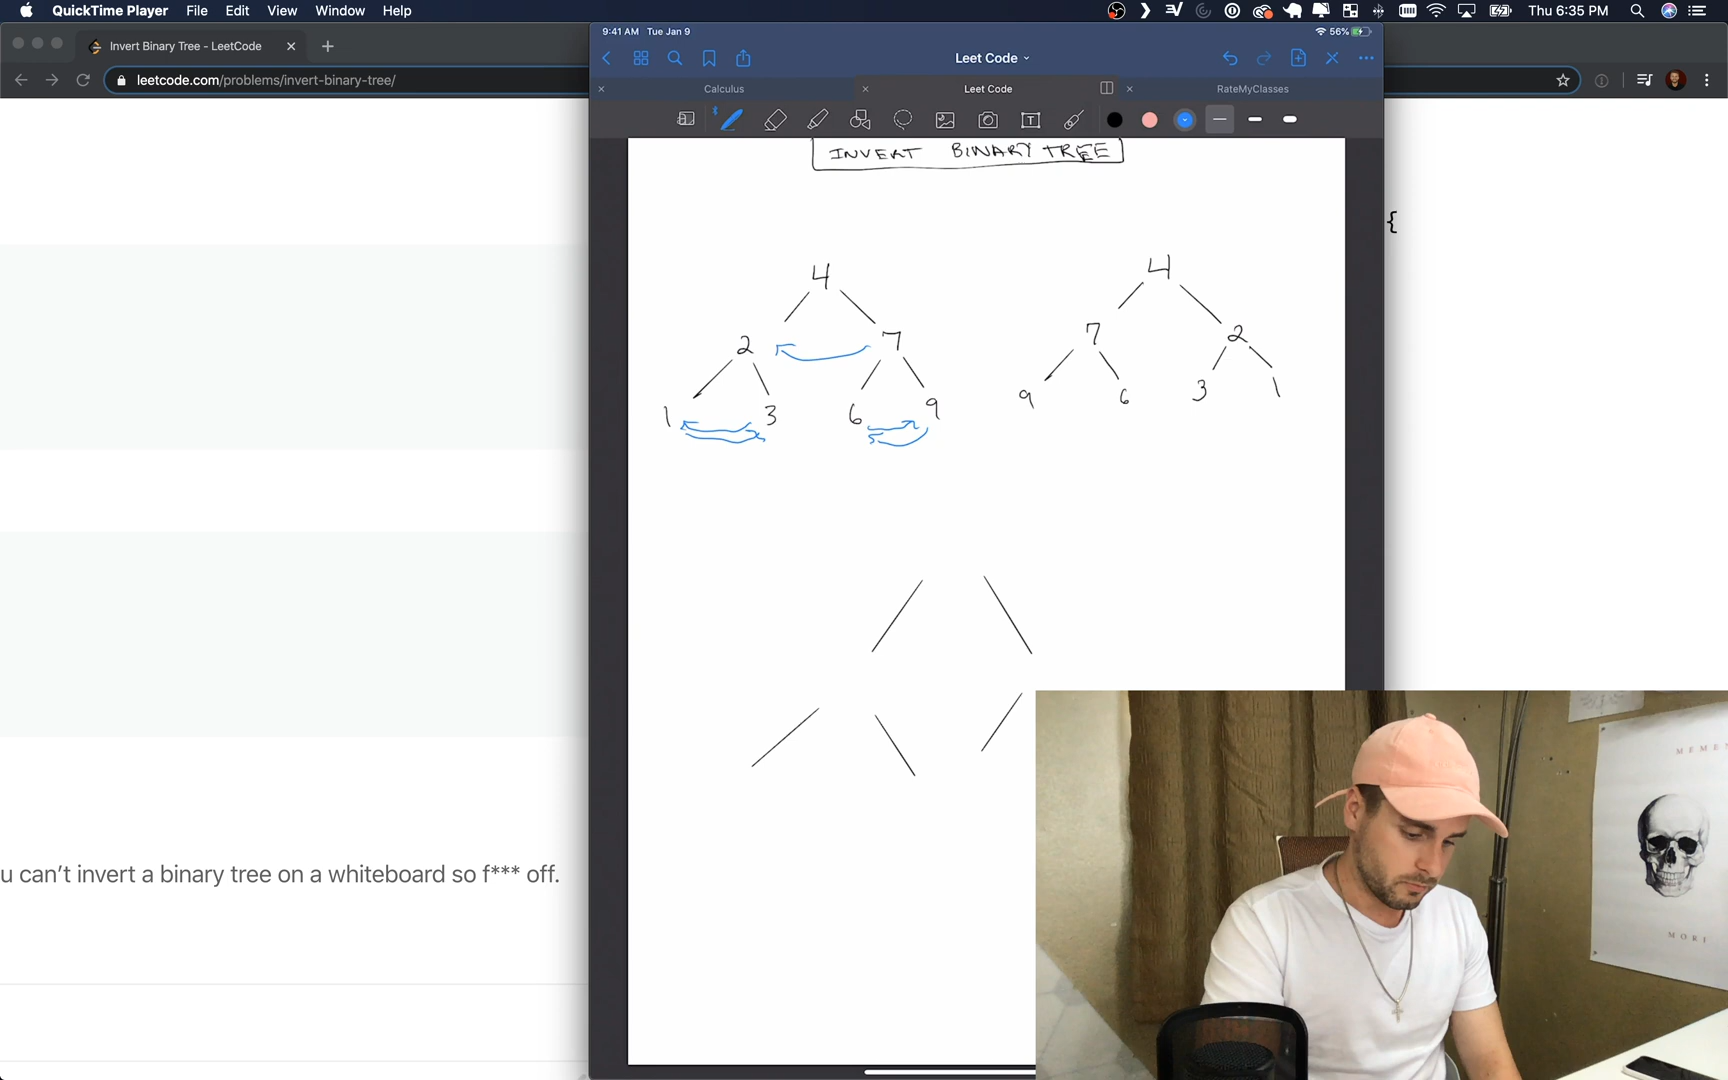 QuickTime Player File Edit View Window Help Thu 6:35 PM
Invert Binary Tree - LeetCode
leetcode.com/problems/invert-binary-tree/
9:41 AM Tue Jan 9 56%
Leet Code
Calculus Leet Code RateMyClasses
T
INVERT BINARY TREE
{
4 4
2 7 7 2
1 3 6 9 9 6 3 1
u can't invert a binary tree on a whiteboard so f*** off.
MEMEN
MORI